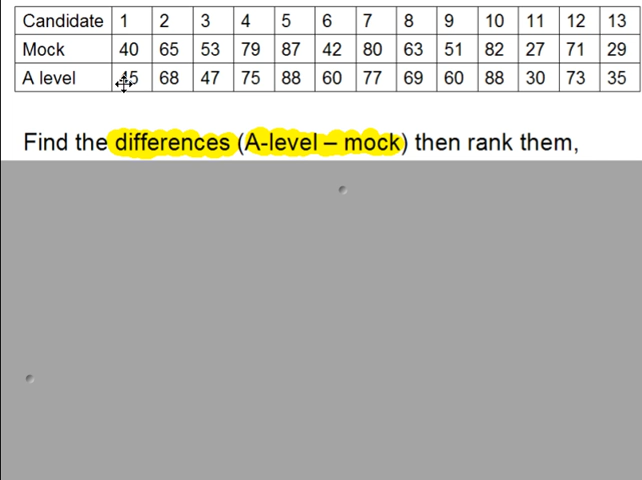 Candidate 1 2 3 4 5 6 7 8 9 10 11 12 13
Mock 40 65 53 79 87 42 80 63 51 82 27 71 29
A level 45 68 47 75 88 60 77 69 60 88 30 73 35
Find the differences (A-level – mock) then rank them,